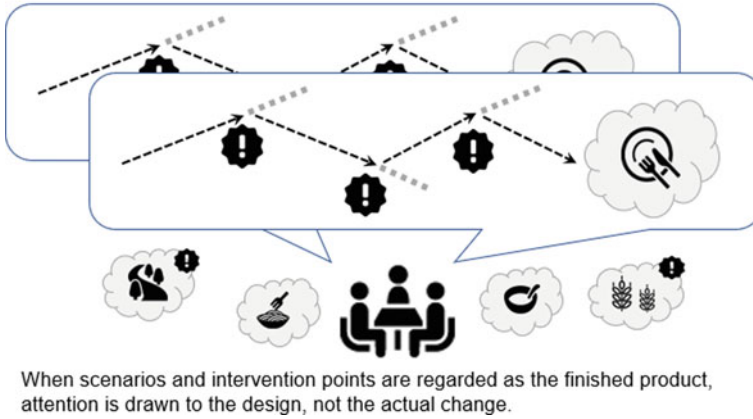 When scenarios and intervention points are regarded as the finished product,
attention is drawn to the design, not the actual change.